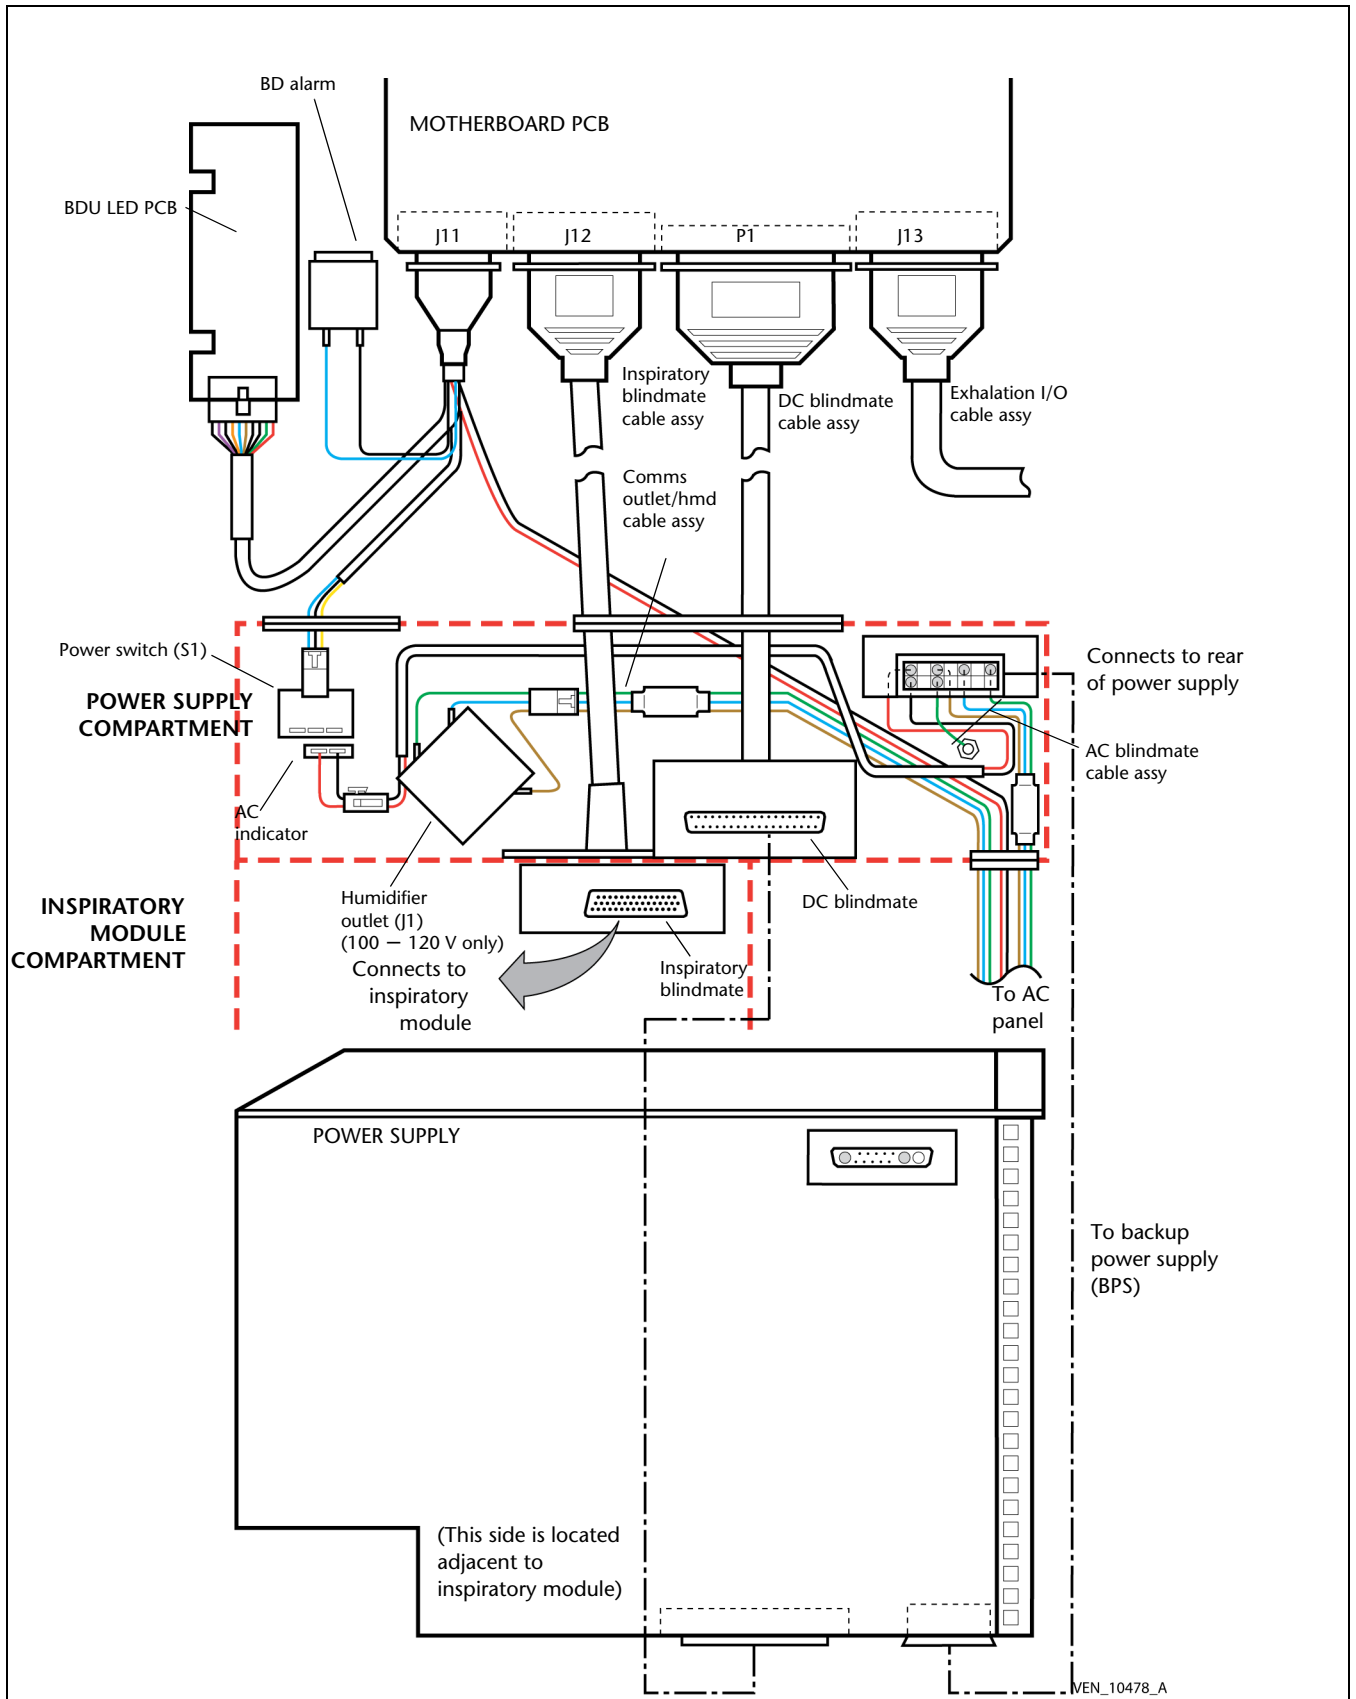 BD alarm
MOTHERBOARD PCB
BDU LED PCB
J11
J12
P1
J13
Inspiratory
blindmate
cable assy
DC blindmate
cable assy
Exhalation I/O
cable assy
Comms
outlet/hmd
cable assy
Power switch (S1)
POWER SUPPLY
COMPARTMENT
Connects to rear
of power supply
AC blindmate
cable assy
AC
indicator
Humidifier
outlet (J1)
(100 – 120 V only)
DC blindmate
INSPIRATORY
MODULE
COMPARTMENT
Connects to
inspiratory
module
Inspiratory
blindmate
To AC
panel
POWER SUPPLY
To backup
power supply
(BPS)
(This side is located
adjacent to
inspiratory module)
VEN_10478_A